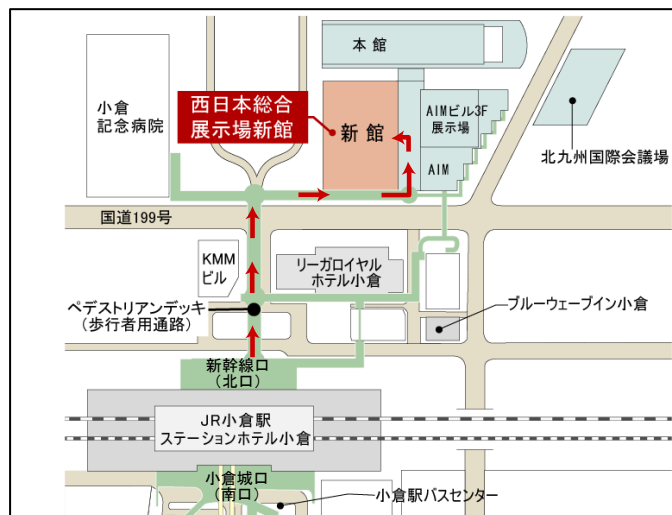 本館
小倉
記念病院
西日本総合
展示場新館
新館
AIMビル3F
展示場
AIM
北九州国際会議場
国道199号
KMM
ビル
リーガロイヤル
ホテル小倉
ペデストリアンデッキ
(歩行者用通路)
ブルーウェーブイン小倉
新幹線口
(北口)
JR小倉駅
ステーションホテル小倉
小倉城口
(南口)
小倉駅バスセンター